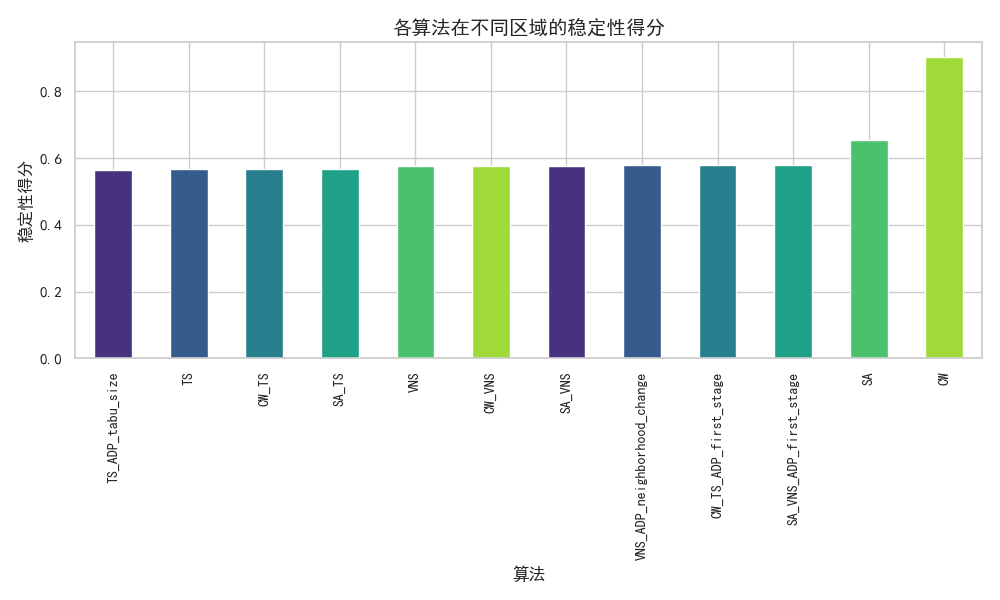 各算法在不同区域的稳定性得分
稳定性得分
0.8
0.6
0.4
0.2
0.0
TS_ADP_tabu_size
TS
CW_TS
SA_TS
VNS
CW_VNS
SA_VNS
VNS_ADP_neighborhood_change
CW_TS_ADP_first_stage
SA_VNS_ADP_first_stage
SA
CW
算法